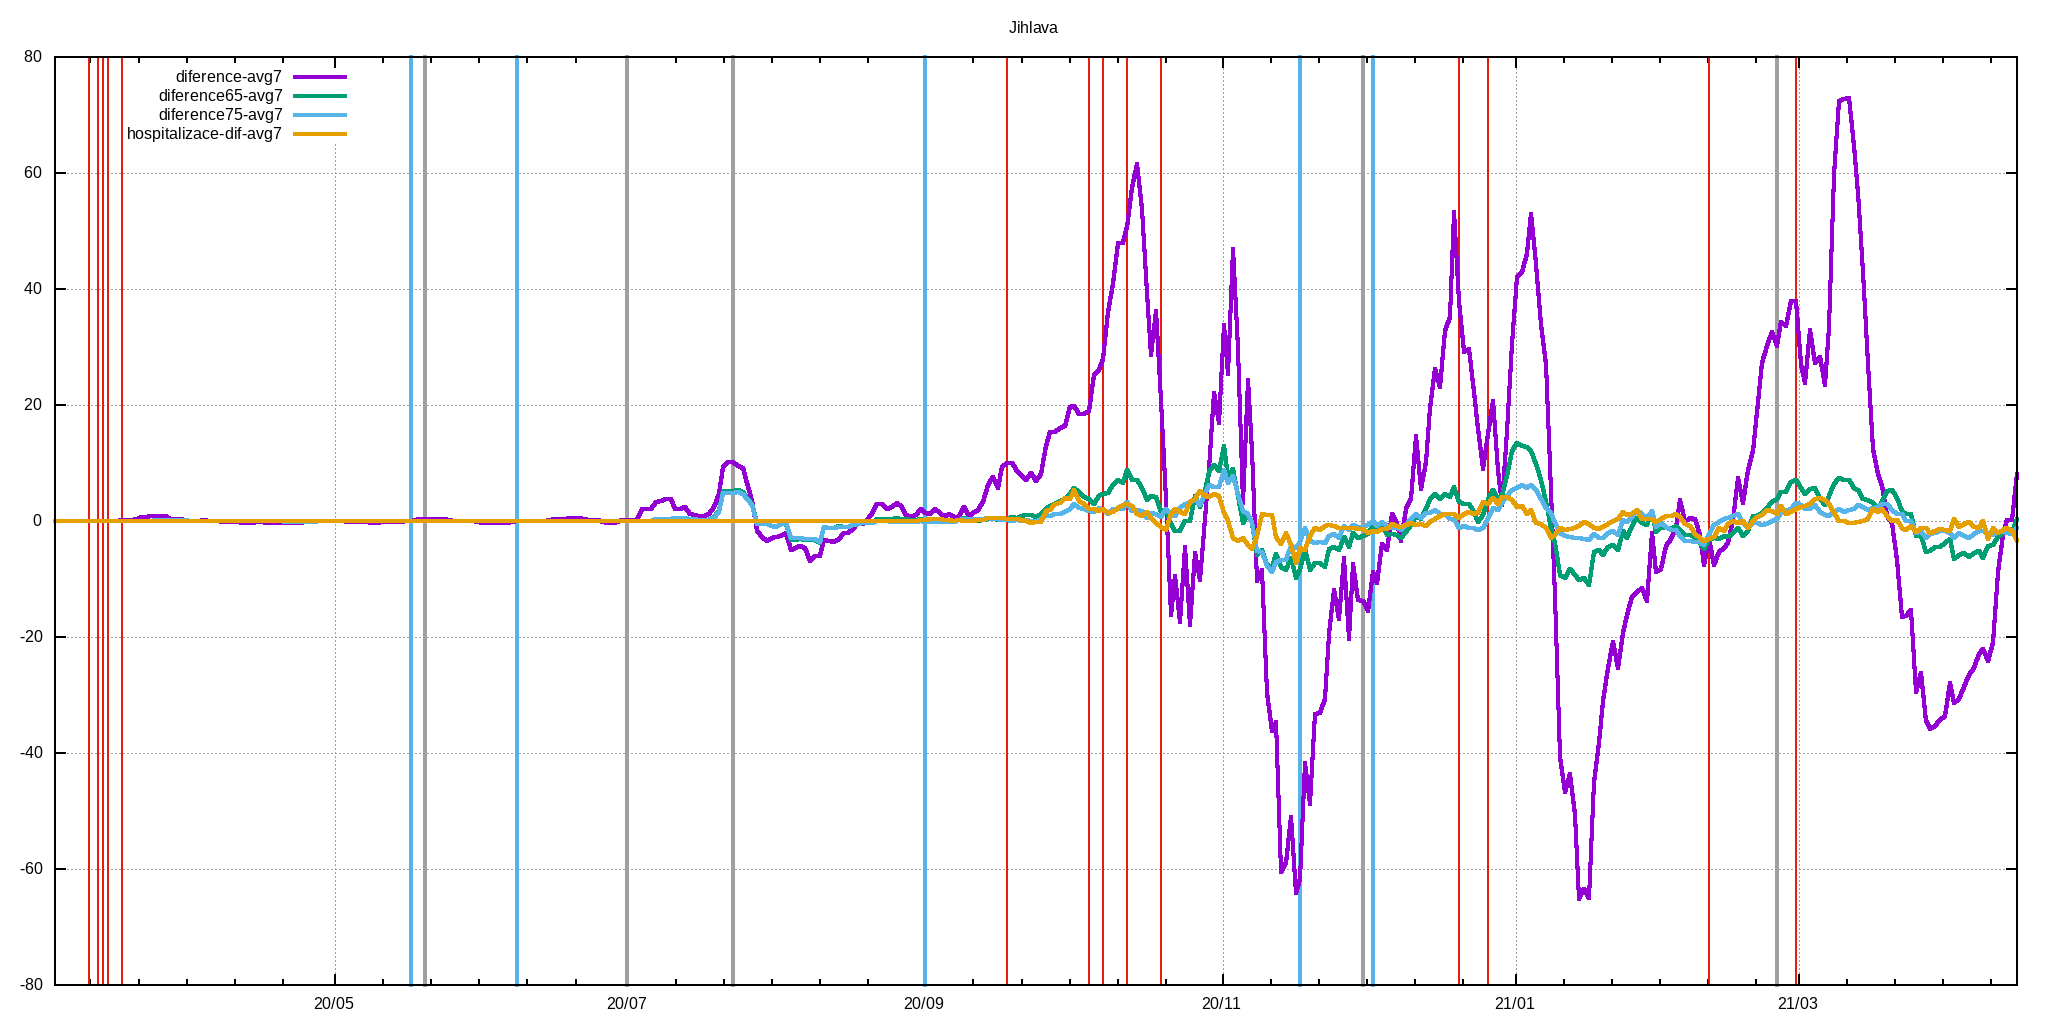 Jihlava
diference-avg7
diference65-avg7
diference75-avg7
hospitalizace-dif-avg7
80
60
40
20
0
-20
-40
-60
-80
20/05 20/07 20/09 20/11 21/01 21/03